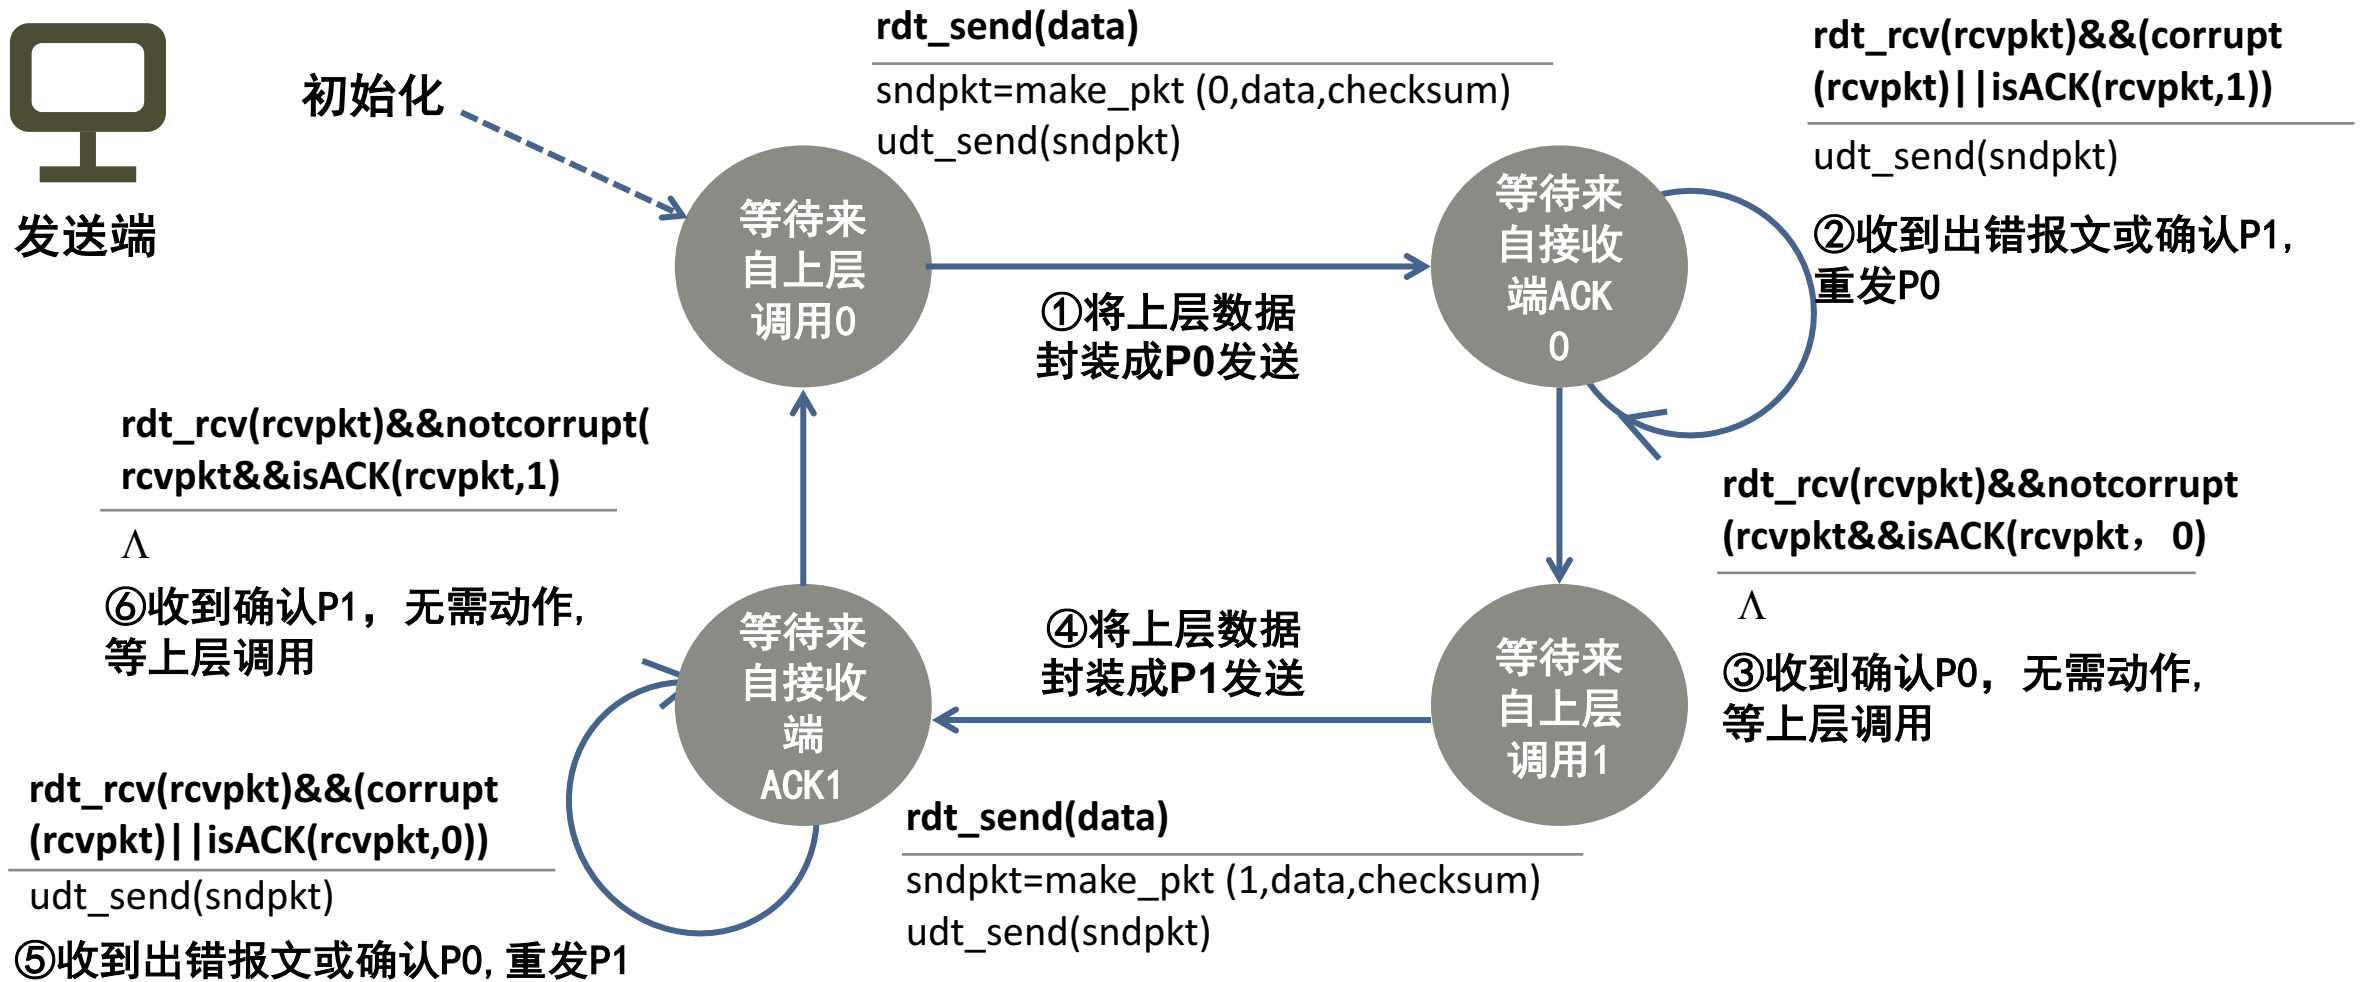 发送端
初始化
rdt_send(data)
sndpkt=make_pkt (0,data,checksum)
udt_send(sndpkt)
rdt_rcv(rcvpkt)&&(corrupt
(rcvpkt)||isACK(rcvpkt,1))
udt_send(sndpkt)
②收到出错报文或确认P1,
重发P0
等待来
自上层
调用0
等待来
自接收
端ACK
0
①将上层数据
封装成P0发送
rdt_rcv(rcvpkt)&&notcorrupt(
rcvpkt&&isACK(rcvpkt,1)
Λ
⑥收到确认P1，无需动作,
等上层调用
rdt_rcv(rcvpkt)&&notcorrupt
(rcvpkt&&isACK(rcvpkt，0)
Λ
③收到确认P0，无需动作,
等上层调用
④将上层数据
封装成P1发送
等待来
自接收
端
ACK1
等待来
自上层
调用1
rdt_rcv(rcvpkt)&&(corrupt
(rcvpkt)||isACK(rcvpkt,0))
udt_send(sndpkt)
⑤收到出错报文或确认P0,重发P1
rdt_send(data)
sndpkt=make_pkt (1,data,checksum)
udt_send(sndpkt)